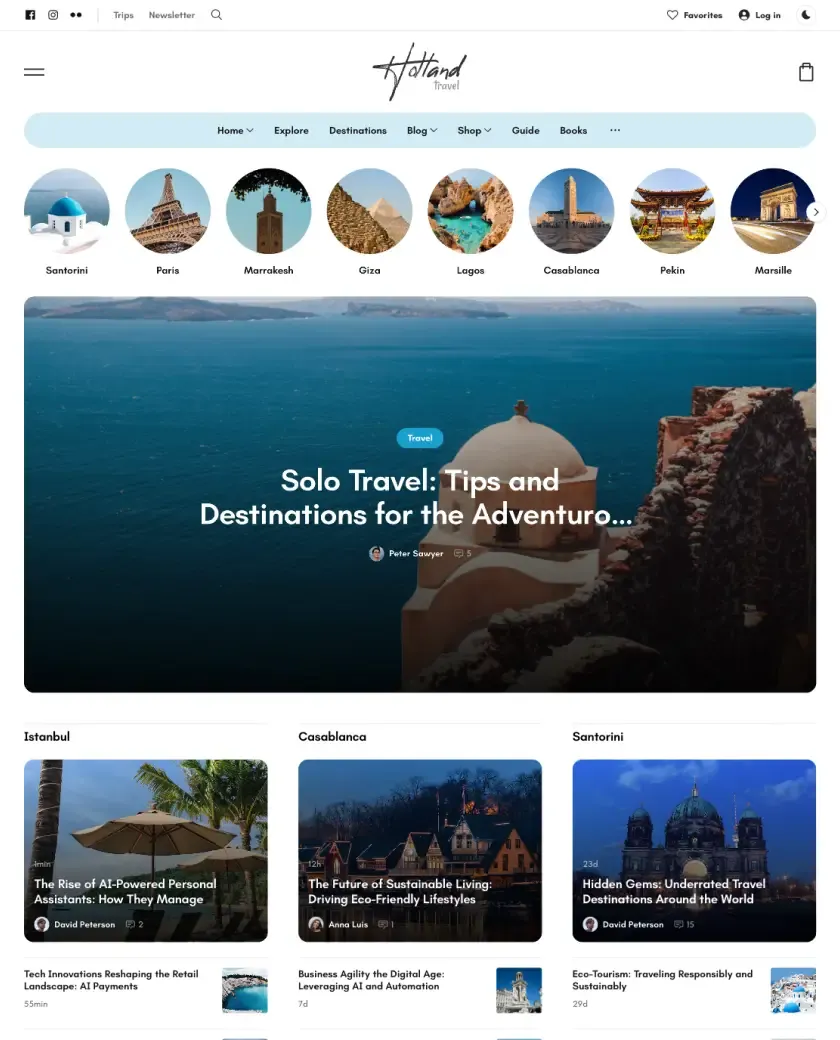 Trips Newsletter Favorites Log in
Holland
Travel
Home Explore Destinations Blog Shop Guide Books ...
Santorini Paris Marrakesh Giza Lagos Casablanca Pekin Marsille
Travel
Solo Travel: Tips and
Destinations for the Adventuro...
Peter Sawyer 5
Istanbul
1min
The Rise of AI-Powered Personal
Assistants: How They Manage
David Peterson 2
Tech Innovations Reshaping the Retail
Landscape: AI Payments
55min
Casablanca
12h
The Future of Sustainable Living:
Driving Eco-Friendly Lifestyles
Anna Luis 1
Business Agility the Digital Age:
Leveraging AI and Automation
7d
Santorini
23d
Hidden Gems: Underrated Travel
Destinations Around the World
David Peterson 15
Eco-Tourism: Traveling Responsibly and
Sustainably
29d